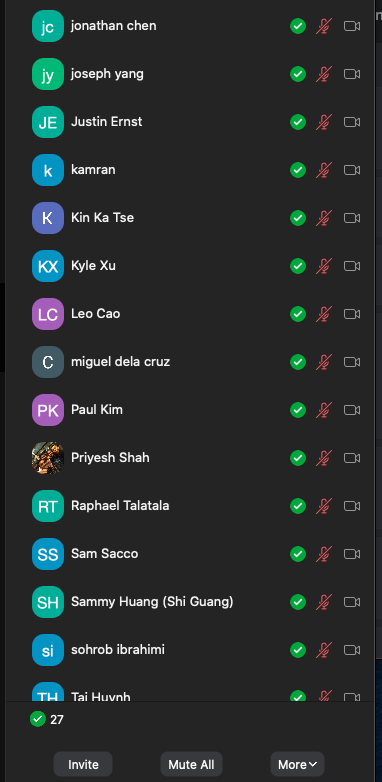 jc jonathan chen
jy joseph yang
JE Justin Ernst
k kamran
K Kin Ka Tse
KX Kyle Xu
LC Leo Cao
C miguel dela cruz
PK Paul Kim
Priyesh Shah
RT Raphael Talatala
SS Sam Sacco
SH Sammy Huang (Shi Guang)
si sohrob ibrahimi
TH Tai Huynh
27
Invite Mute All More